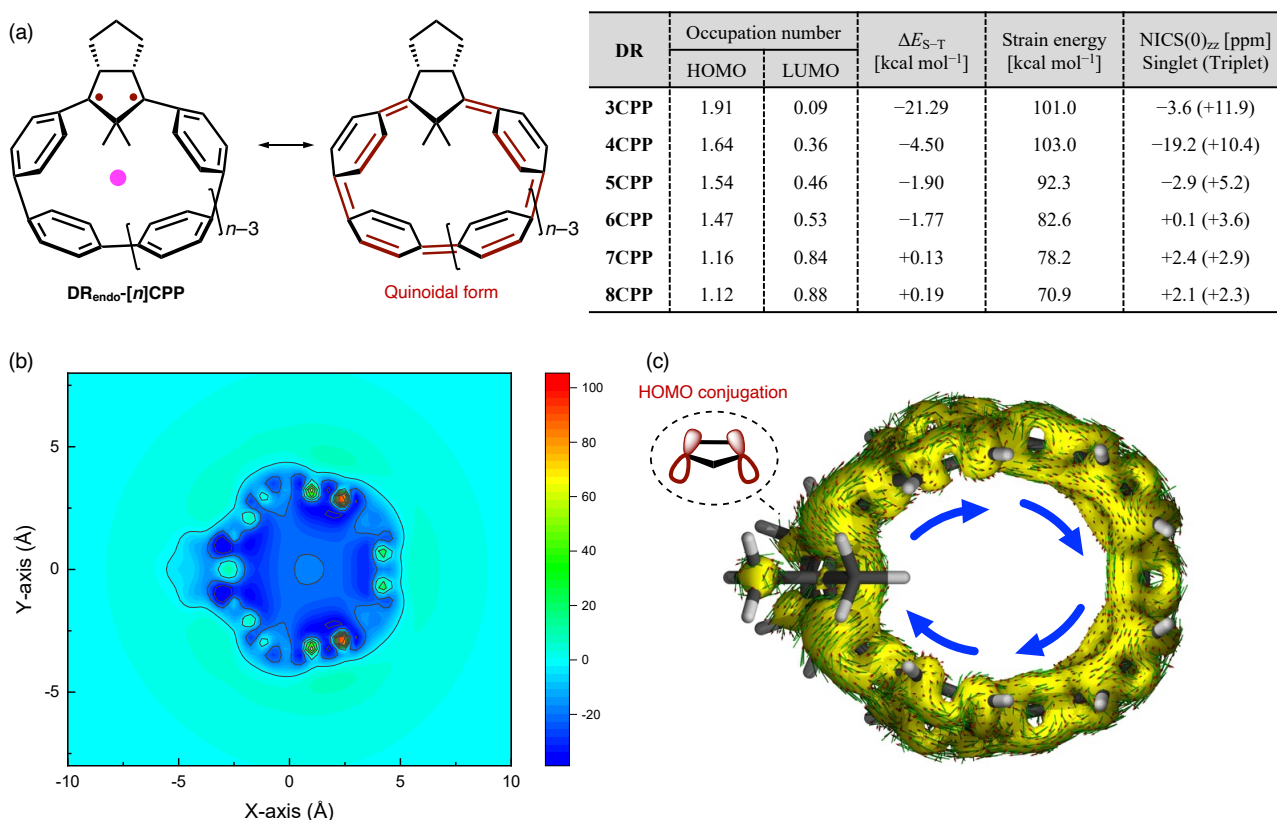 (a)
n–3
n–3
DRendo-[n]CPP
Quinoidal form
DR
Occupation number
ΔES–T
[kcal mol−1]
Strain energy
[kcal mol−1]
NICS(0)zz [ppm]
Singlet (Triplet)
HOMO LUMO
3CPP 1.91 0.09 −21.29 101.0 −3.6 (+11.9)
4CPP 1.64 0.36 −4.50 103.0 −19.2 (+10.4)
5CPP 1.54 0.46 −1.90 92.3 −2.9 (+5.2)
6CPP 1.47 0.53 −1.77 82.6 +0.1 (+3.6)
7CPP 1.16 0.84 +0.13 78.2 +2.4 (+2.9)
8CPP 1.12 0.88 +0.19 70.9 +2.1 (+2.3)
(b)
Y-axis (Å)
5
0
-5
-10 -5 0 5 10
X-axis (Å)
100
80
60
40
20
0
-20
(c)
HOMO conjugation